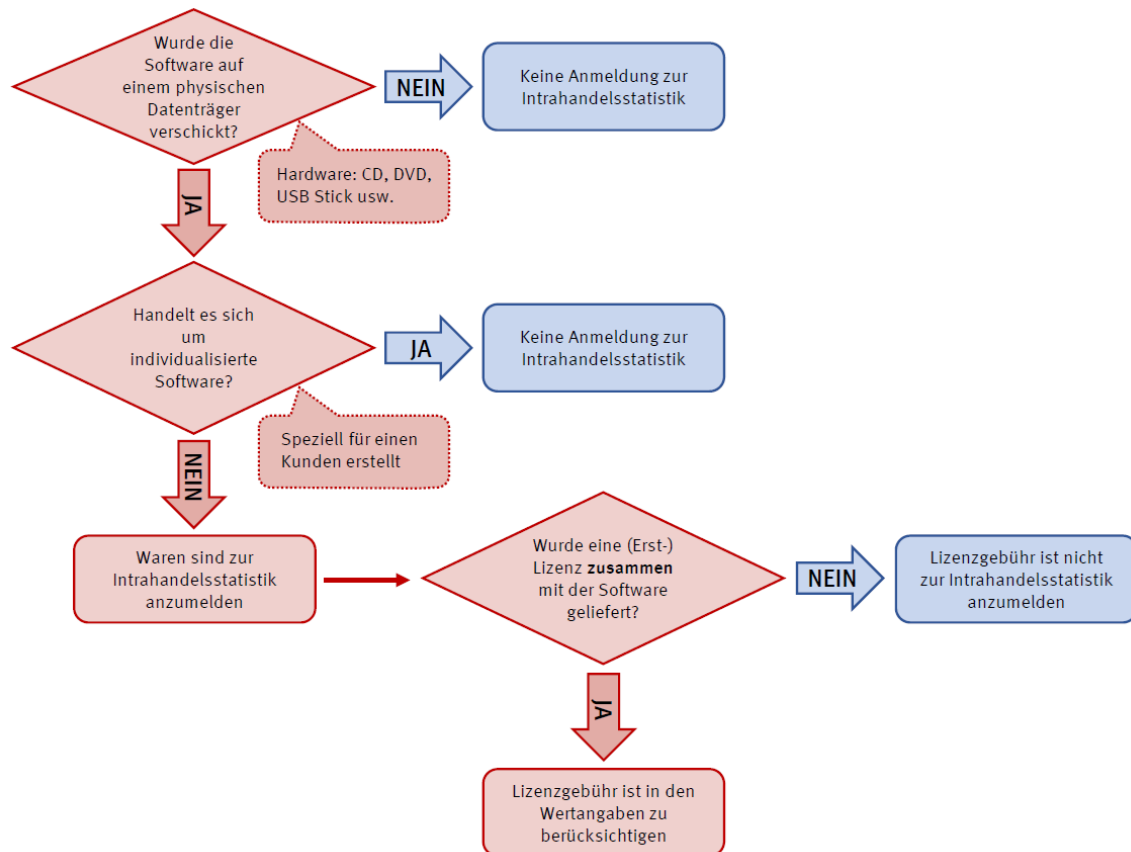 Wurde die
Software auf
einem physischen
Datenträger
verschickt?
NEIN
Keine Anmeldung zur
Intrahandelsstatistik
Hardware: CD, DVD,
USB Stick usw.
JA
Handelt es sich
um
individualisierte
Software?
JA
Keine Anmeldung zur
Intrahandelsstatistik
Speziell für einen
Kunden erstellt
NEIN
Waren sind zur
Intrahandelsstatistik
anzumelden
Wurde eine (Erst-)
Lizenz zusammen
mit der Software
geliefert?
NEIN
Lizenzgebühr ist nicht
zur Intrahandelsstatistik
anzumelden
JA
Lizenzgebühr ist in den
Wertangaben zu
berücksichtigen